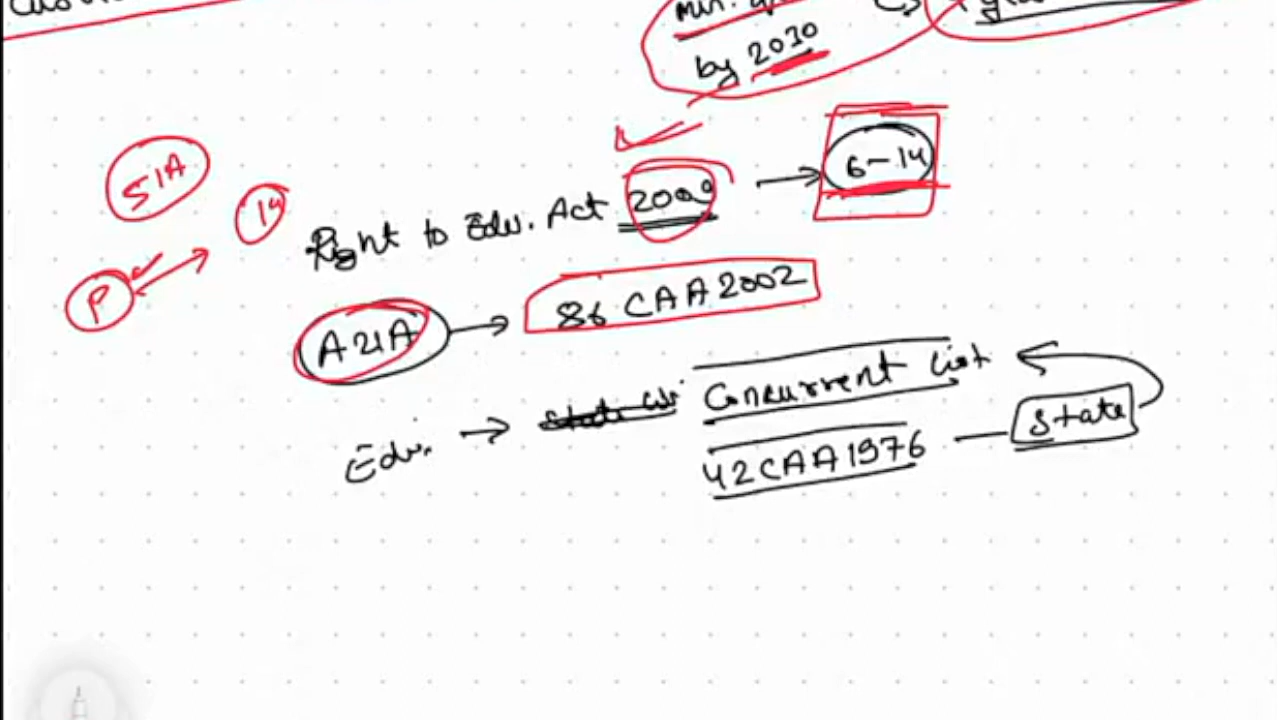 by 2030
51A
14
P
Right to Edu. Act 2009 → 6-14
A21A → 86 CAA 2002
Edu. → Concurrent List
42 CAA 1976 — State